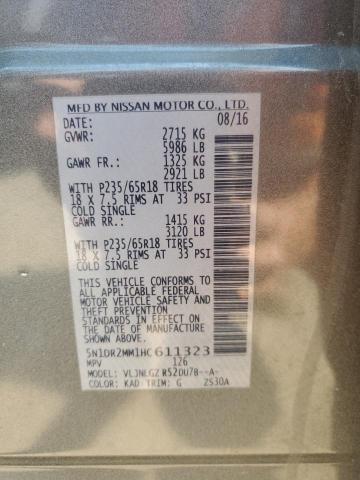 MFD BY NISSAN MOTOR CO., LTD.
DATE: 08/16
GVWR: 2715 KG
5986 LB
GAWR FR: 1325 KG
2921 LB
WITH P235/65R18 TIRES
18 X 7.5 RIMS AT 33 PSI
COLD SINGLE
GAWR RR: 1415 KG
3120 LB
WITH P235/65R18 TIRES
18 X 7.5 RIMS AT 33 PSI
COLD SINGLE
THIS VEHICLE CONFORMS TO
ALL APPLICABLE FEDERAL
MOTOR VEHICLE SAFETY
AND THEFT PREVENTION
STANDARDS IN EFFECT
ON THE DATE OF MANUFACTURE
SHOWN ABOVE.
5N1DR2MM1HC611323
MPV 126
MODEL: VLJNLGZ R52DU7B--A-
COLOR: KAD TRIM: G ZS30A